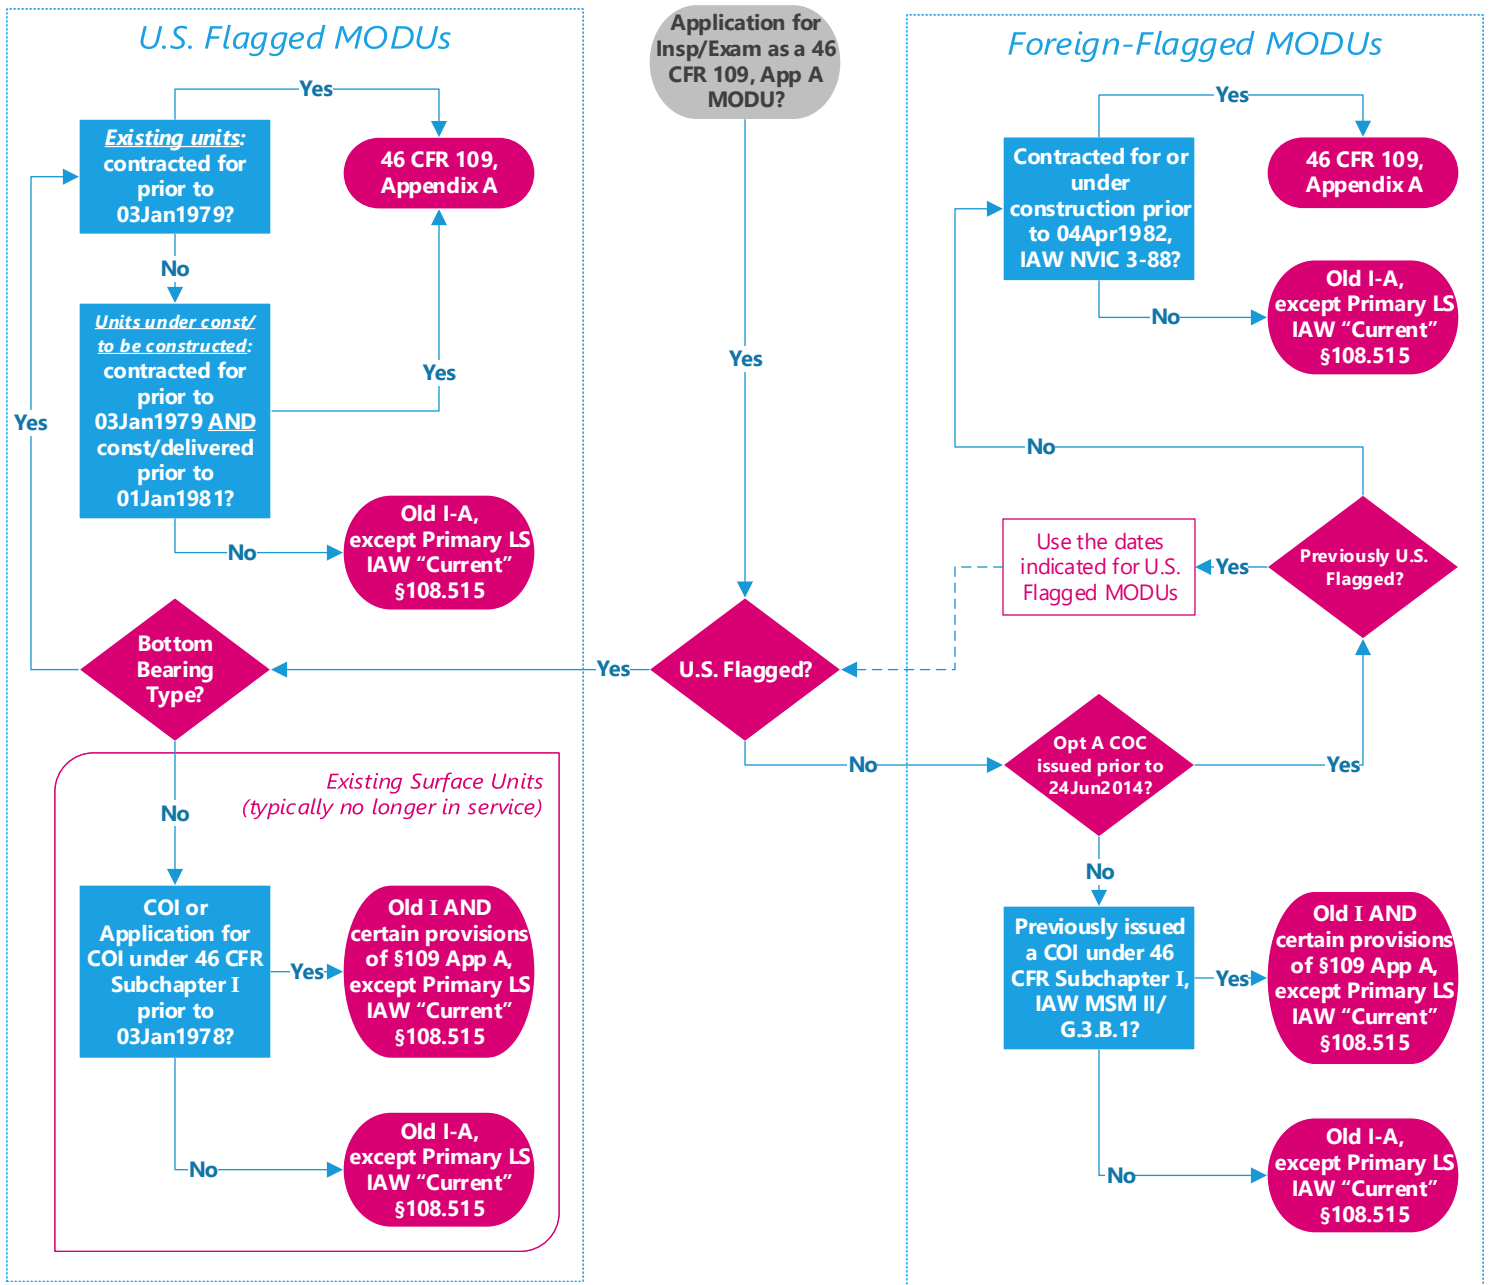 U.S. Flagged MODUs
Yes
Existing units:
contracted for
prior to
03Jan1979?
46 CFR 109,
Appendix A
No
Units under const/
to be constructed:
contracted for
prior to
03Jan1979 AND
const/delivered
prior to
01Jan1981?
Yes
Yes
No
Old I-A,
except Primary LS
IAW “Current”
§108.515
Bottom
Bearing
Type?
Existing Surface Units
(typically no longer in service)
No
COI or
Application for
COI under 46 CFR
Subchapter I
prior to
03Jan1978?
Yes
Old I AND
certain provisions
of §109 App A,
except Primary LS
IAW “Current”
§108.515
No
Old I-A,
except Primary LS
IAW “Current”
§108.515
Application for
Insp/Exam as a 46
CFR 109, App A
MODU?
Yes
U.S. Flagged?
Yes
No
Foreign-Flagged MODUs
Yes
Contracted for or
under
construction prior
to 04Apr1982,
IAW NVIC 3-88?
46 CFR 109,
Appendix A
No
Old I-A,
except Primary LS
IAW “Current”
§108.515
No
Use the dates
indicated for U.S.
Flagged MODUs
Yes
Previously U.S.
Flagged?
Opt A COC
issued prior to
24Jun2014?
Yes
No
Previously issued
a COI under 46
CFR Subchapter I,
IAW MSM II/
G.3.B.1?
Yes
Old I AND
certain provisions
of §109 App A,
except Primary LS
IAW “Current”
§108.515
No
Old I-A,
except Primary LS
IAW “Current”
§108.515